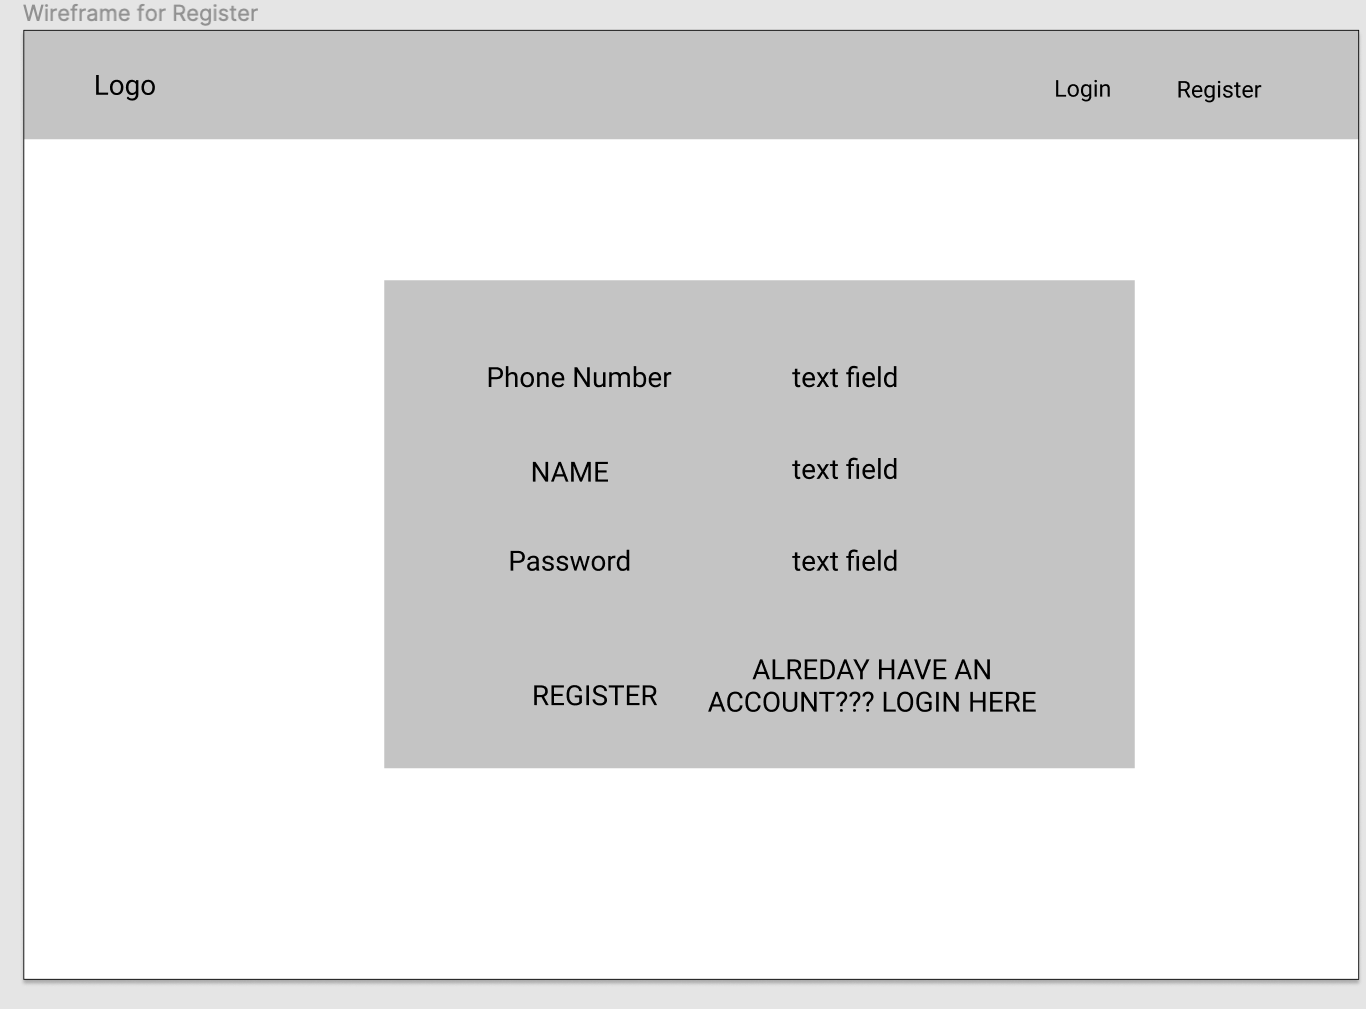 Wireframe for Register
Logo
Login
Register
Phone Number
text field
NAME
text field
Password
text field
REGISTER
ALREDAY HAVE AN
ACCOUNT??? LOGIN HERE